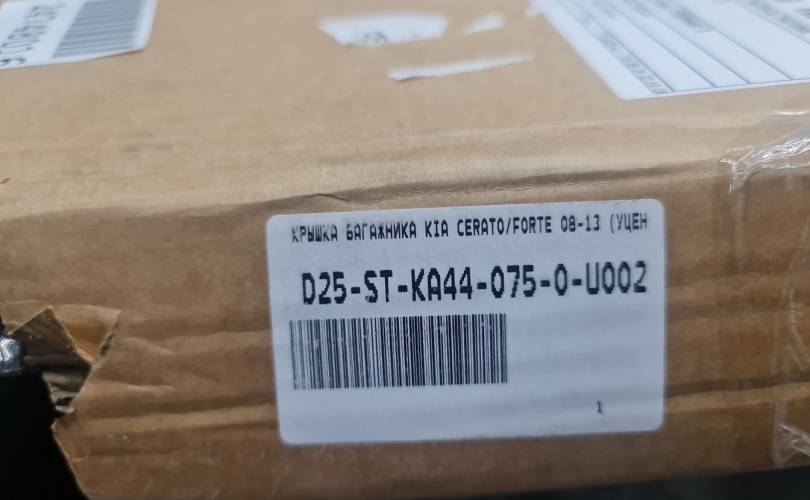 КРЫШКА БАГАЖНИКА KIA CERATO/FORTE 08-13 (УЦЕН
D25-ST-KA44-075-0-U002
1